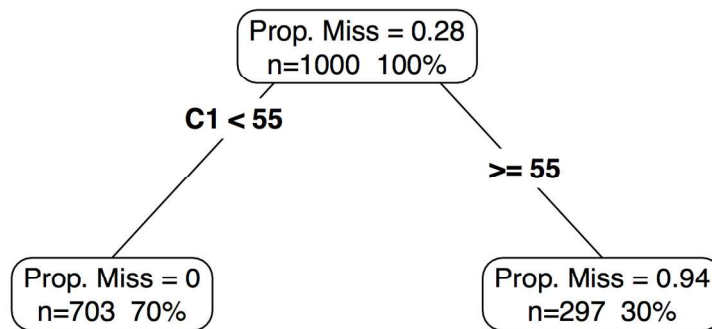 Prop. Miss = 0.28
n=1000 100%
C1 < 55
>= 55
Prop. Miss = 0
n=703 70%
Prop. Miss = 0.94
n=297 30%